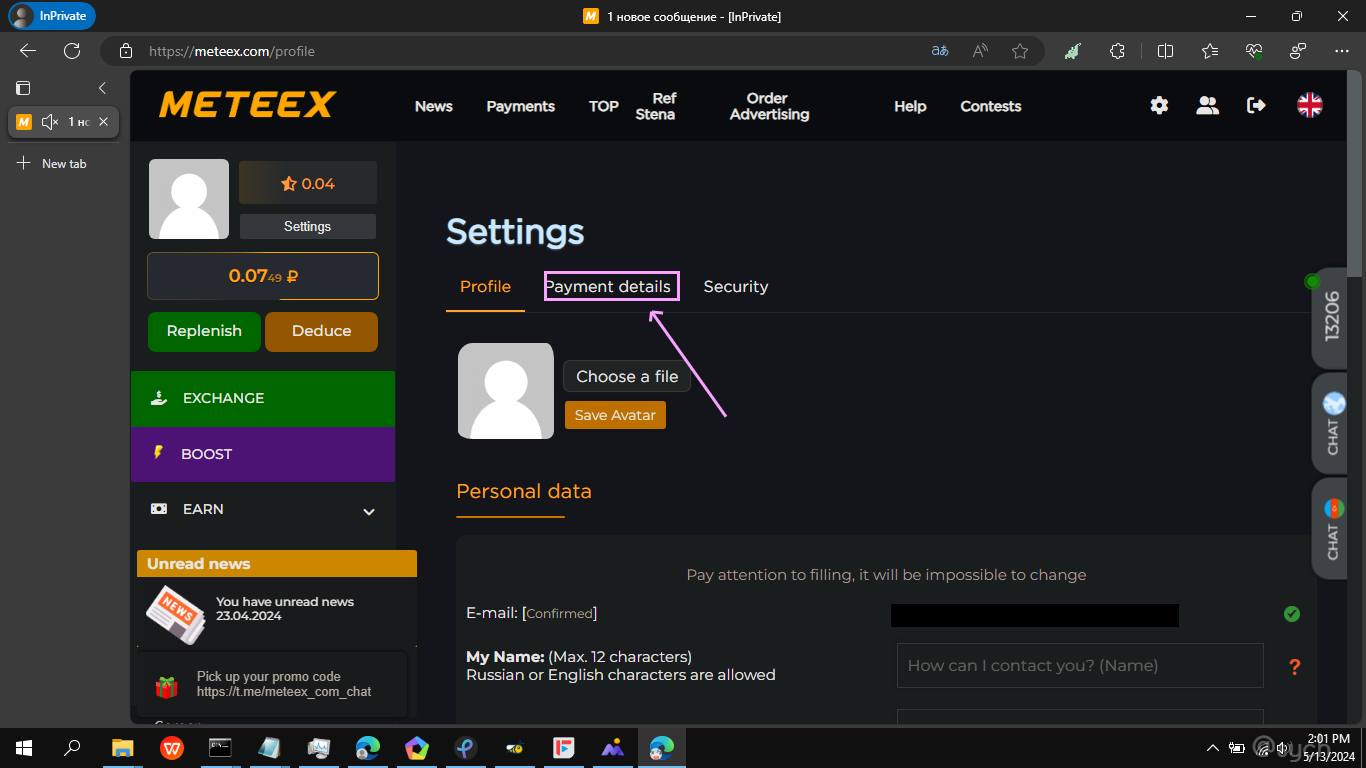 InPrivate
1 новое сообщение - [InPrivate]
https://meteex.com/profile
1 нс
New tab
METEEX
News
Payments
TOP
Ref
Stena
Order
Advertising
Help
Contests
0.04
Settings
0.0749 ₽
Replenish
Deduce
EXCHANGE
BOOST
EARN
Unread news
NEWS
You have unread news
23.04.2024
Pick up your promo code
https://t.me/meteex_com_chat
Settings
Profile
Payment details
Security
Choose a file
Save Avatar
Personal data
Pay attention to filling, it will be impossible to change
E-mail: [Confirmed]
My Name: (Max. 12 characters)
Russian or English characters are allowed
How can I contact you? (Name)
?
13206
CHAT
CHAT
2:01 PM
5/13/2024